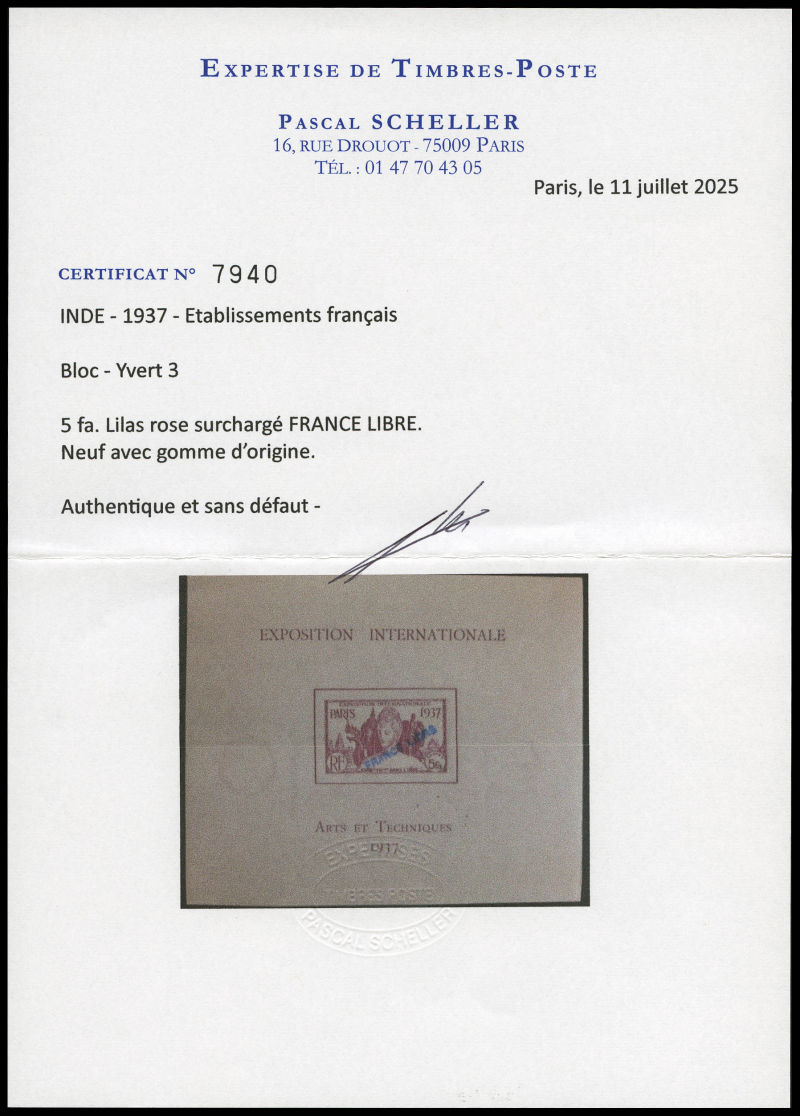 EXPERTISE DE TIMBRES-POSTE
PASCAL SCHELLER
16, RUE DROUOT - 75009 PARIS
TÉL. : 01 47 70 43 05
Paris, le 11 juillet 2025
CERTIFICAT N° 7940
INDE - 1937 - Etablissements français
Bloc - Yvert 3
5 fa. Lilas rose surchargé FRANCE LIBRE.
Neuf avec gomme d'origine.
Authentique et sans défaut -
EXPOSITION INTERNATIONALE
EXPOSITION INTERNATIONALE
PARIS 1937
FRANCE LIBRE
RF
ARTS ET TECHNIQUES
1937
EXPERTISES
TIMBRES POSTE
PASCAL SCHELLER